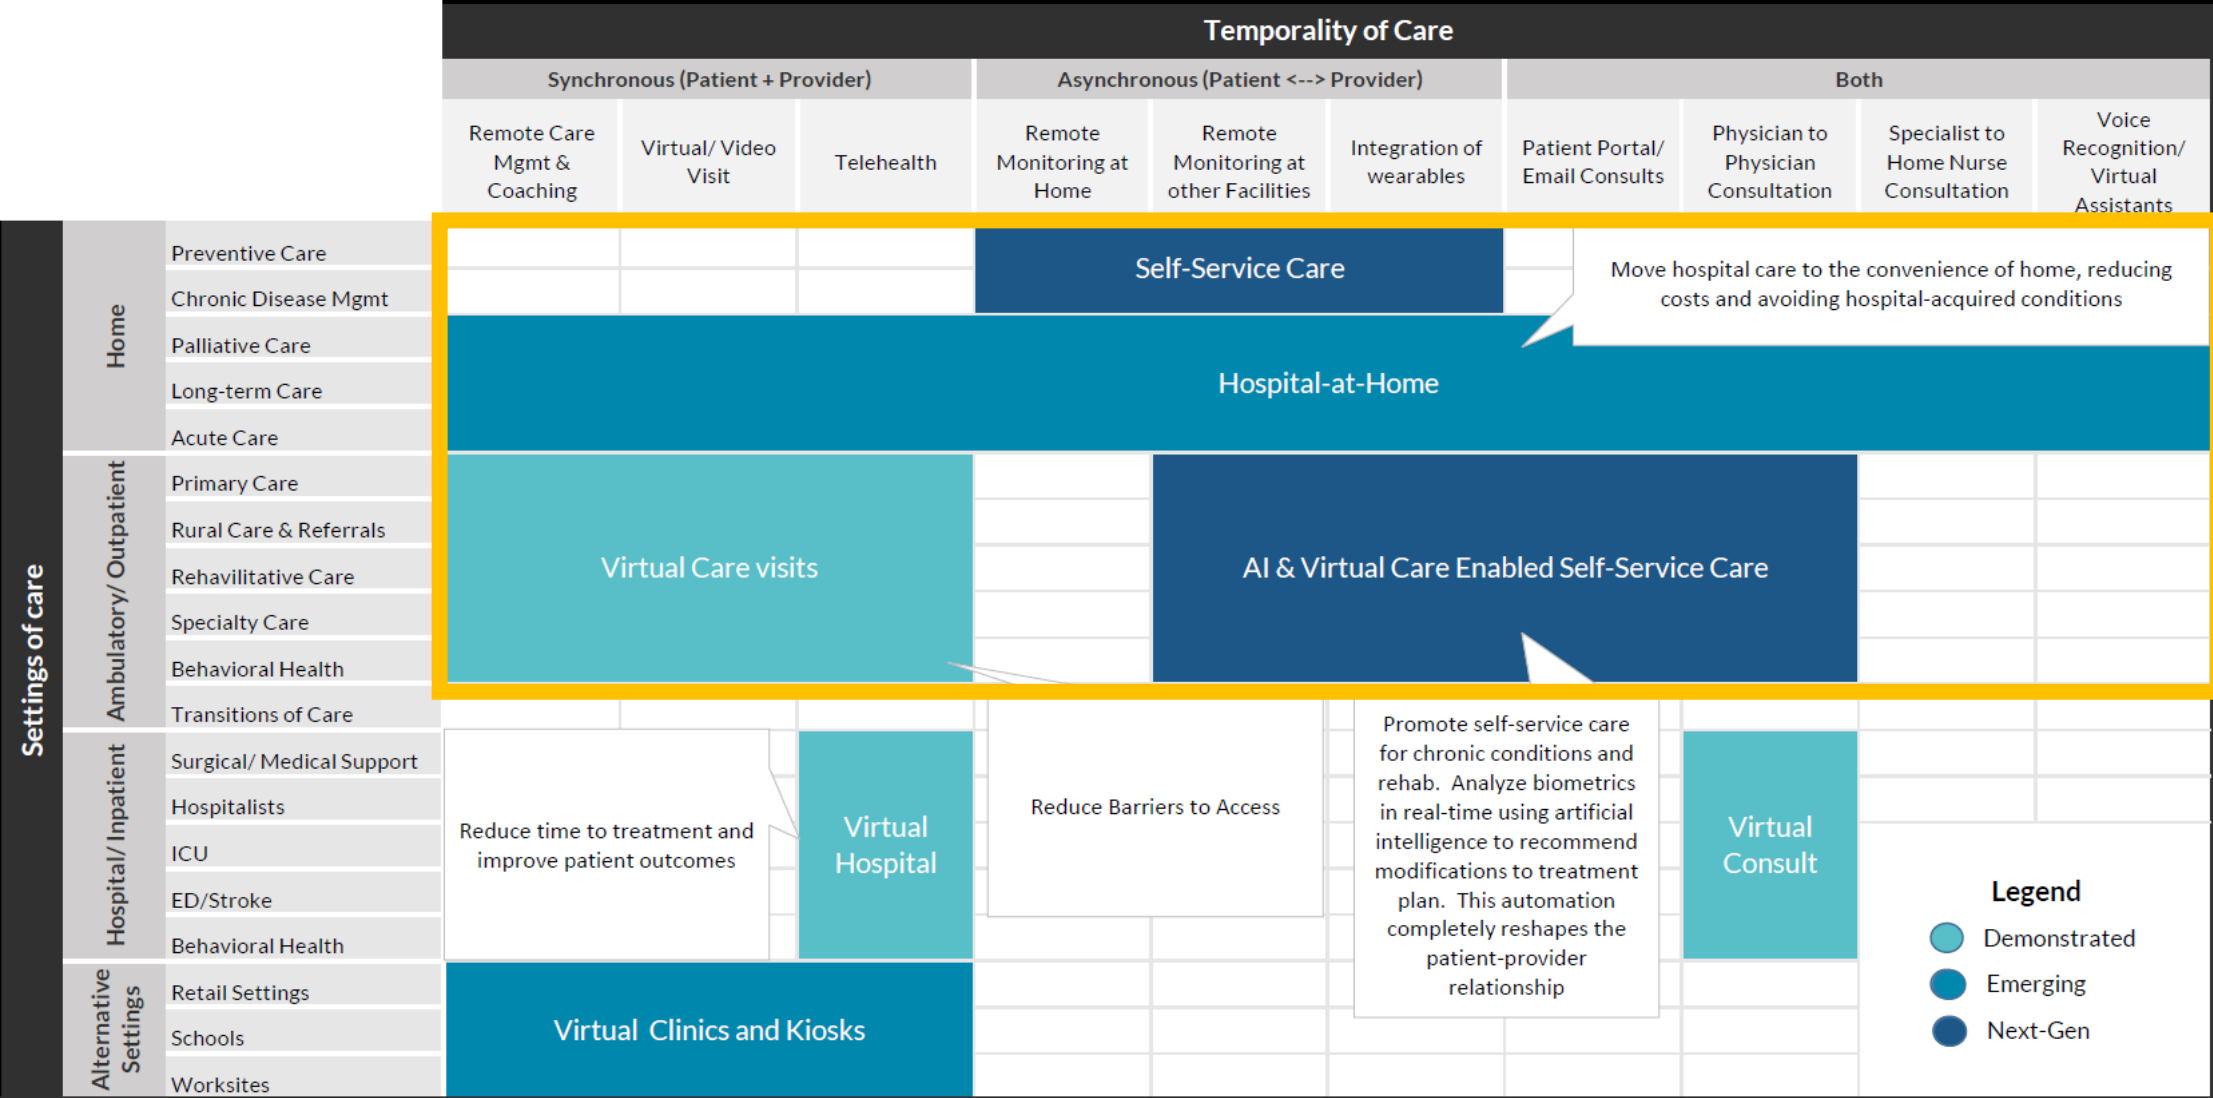 Temporality of Care
Synchronous (Patient + Provider)
Asynchronous (Patient <--> Provider)
Both
Remote Care
Mgmt &
Coaching
Virtual/ Video
Visit
Telehealth
Remote
Monitoring at
Home
Remote
Monitoring at
other Facilities
Integration of
wearables
Patient Portal/
Email Consults
Physician to
Physician
Consultation
Specialist to
Home Nurse
Consultation
Voice
Recognition/
Virtual
Assistants
Settings of care
Home
Preventive Care
Chronic Disease Mgmt
Palliative Care
Long-term Care
Acute Care
Self-Service Care
Move hospital care to the convenience of home, reducing
costs and avoiding hospital-acquired conditions
Hospital-at-Home
Ambulatory/ Outpatient
Primary Care
Rural Care & Referrals
Rehavilitative Care
Specialty Care
Behavioral Health
Transitions of Care
Virtual Care visits
AI & Virtual Care Enabled Self-Service Care
Hospital/ Inpatient
Surgical/ Medical Support
Hospitalists
ICU
ED/Stroke
Behavioral Health
Reduce time to treatment and
improve patient outcomes
Virtual
Hospital
Reduce Barriers to Access
Promote self-service care
for chronic conditions and
rehab. Analyze biometrics
in real-time using artificial
intelligence to recommend
modifications to treatment
plan. This automation
completely reshapes the
patient-provider
relationship
Virtual
Consult
Alternative
Settings
Retail Settings
Schools
Worksites
Virtual Clinics and Kiosks
Legend
Demonstrated
Emerging
Next-Gen